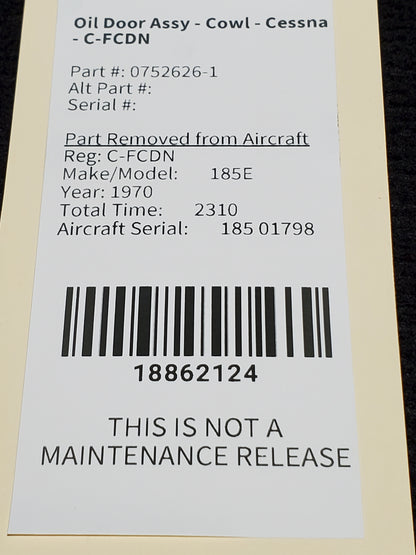 Oil Door Assy - Cowl - Cessna
- C-FCDN
Part #: 0752626-1
Alt Part #:
Serial #:
Part Removed from Aircraft
Reg: C-FCDN
Make/Model: 185E
Year: 1970
Total Time: 2310
Aircraft Serial: 185 01798
18862124
THIS IS NOT A
MAINTENANCE RELEASE